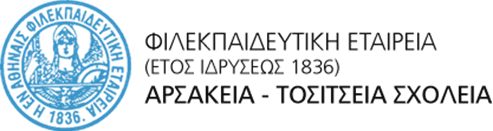 Η ΕΝ ΑΘΗΝΑΙΣ ΦΙΛΕΚΠΑΙΔΕΥΤΙΚΗ ΕΤΑΙΡΕΙΑ
1836
ΦΙΛΕΚΠΑΙΔΕΥΤΙΚΗ ΕΤΑΙΡΕΙΑ
(ΕΤΟΣ ΙΔΡΥΣΕΩΣ 1836)
ΑΡΣΑΚΕΙΑ - ΤΟΣΙΤΣΕΙΑ ΣΧΟΛΕΙΑ